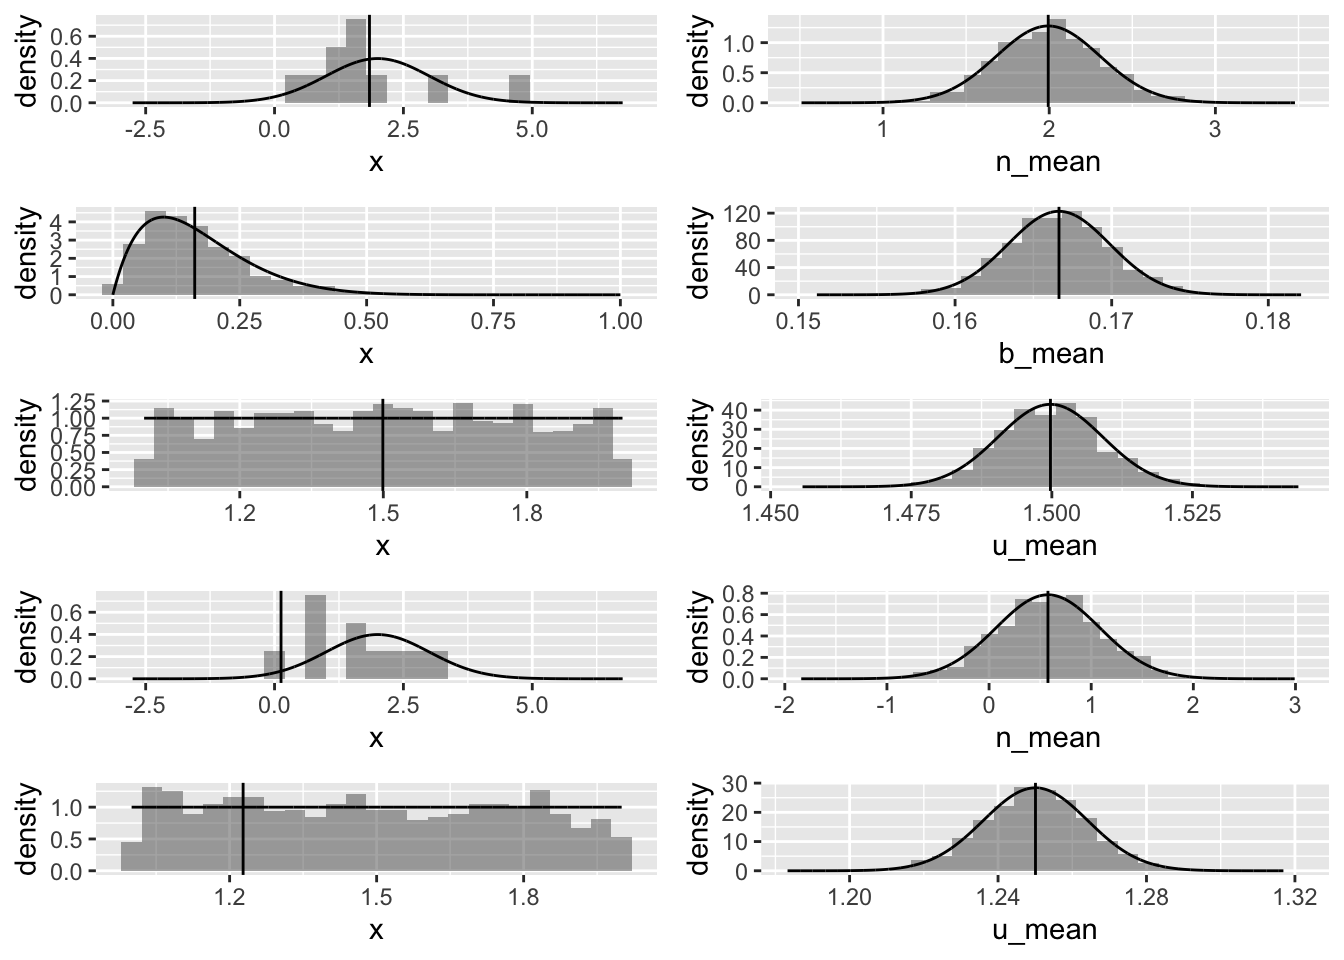 density
0.6
0.4
0.2
0.0
-2.5 0.0 2.5 5.0
x
density
1.0
0.5
0.0
1 2 3
n_mean
density
4
3
2
1
0
0.00 0.25 0.50 0.75 1.00
x
density
120
80
40
0
0.15 0.16 0.17 0.18
b_mean
density
1.25
1.00
0.75
0.50
0.25
0.00
1.2 1.5 1.8
x
density
40
30
20
10
0
1.450 1.475 1.500 1.525
u_mean
density
0.6
0.4
0.2
0.0
-2.5 0.0 2.5 5.0
x
density
0.8
0.6
0.4
0.2
0.0
-2 -1 0 1 2 3
n_mean
density
1.0
0.5
0.0
1.2 1.5 1.8
x
density
30
20
10
0
1.20 1.24 1.28 1.32
u_mean